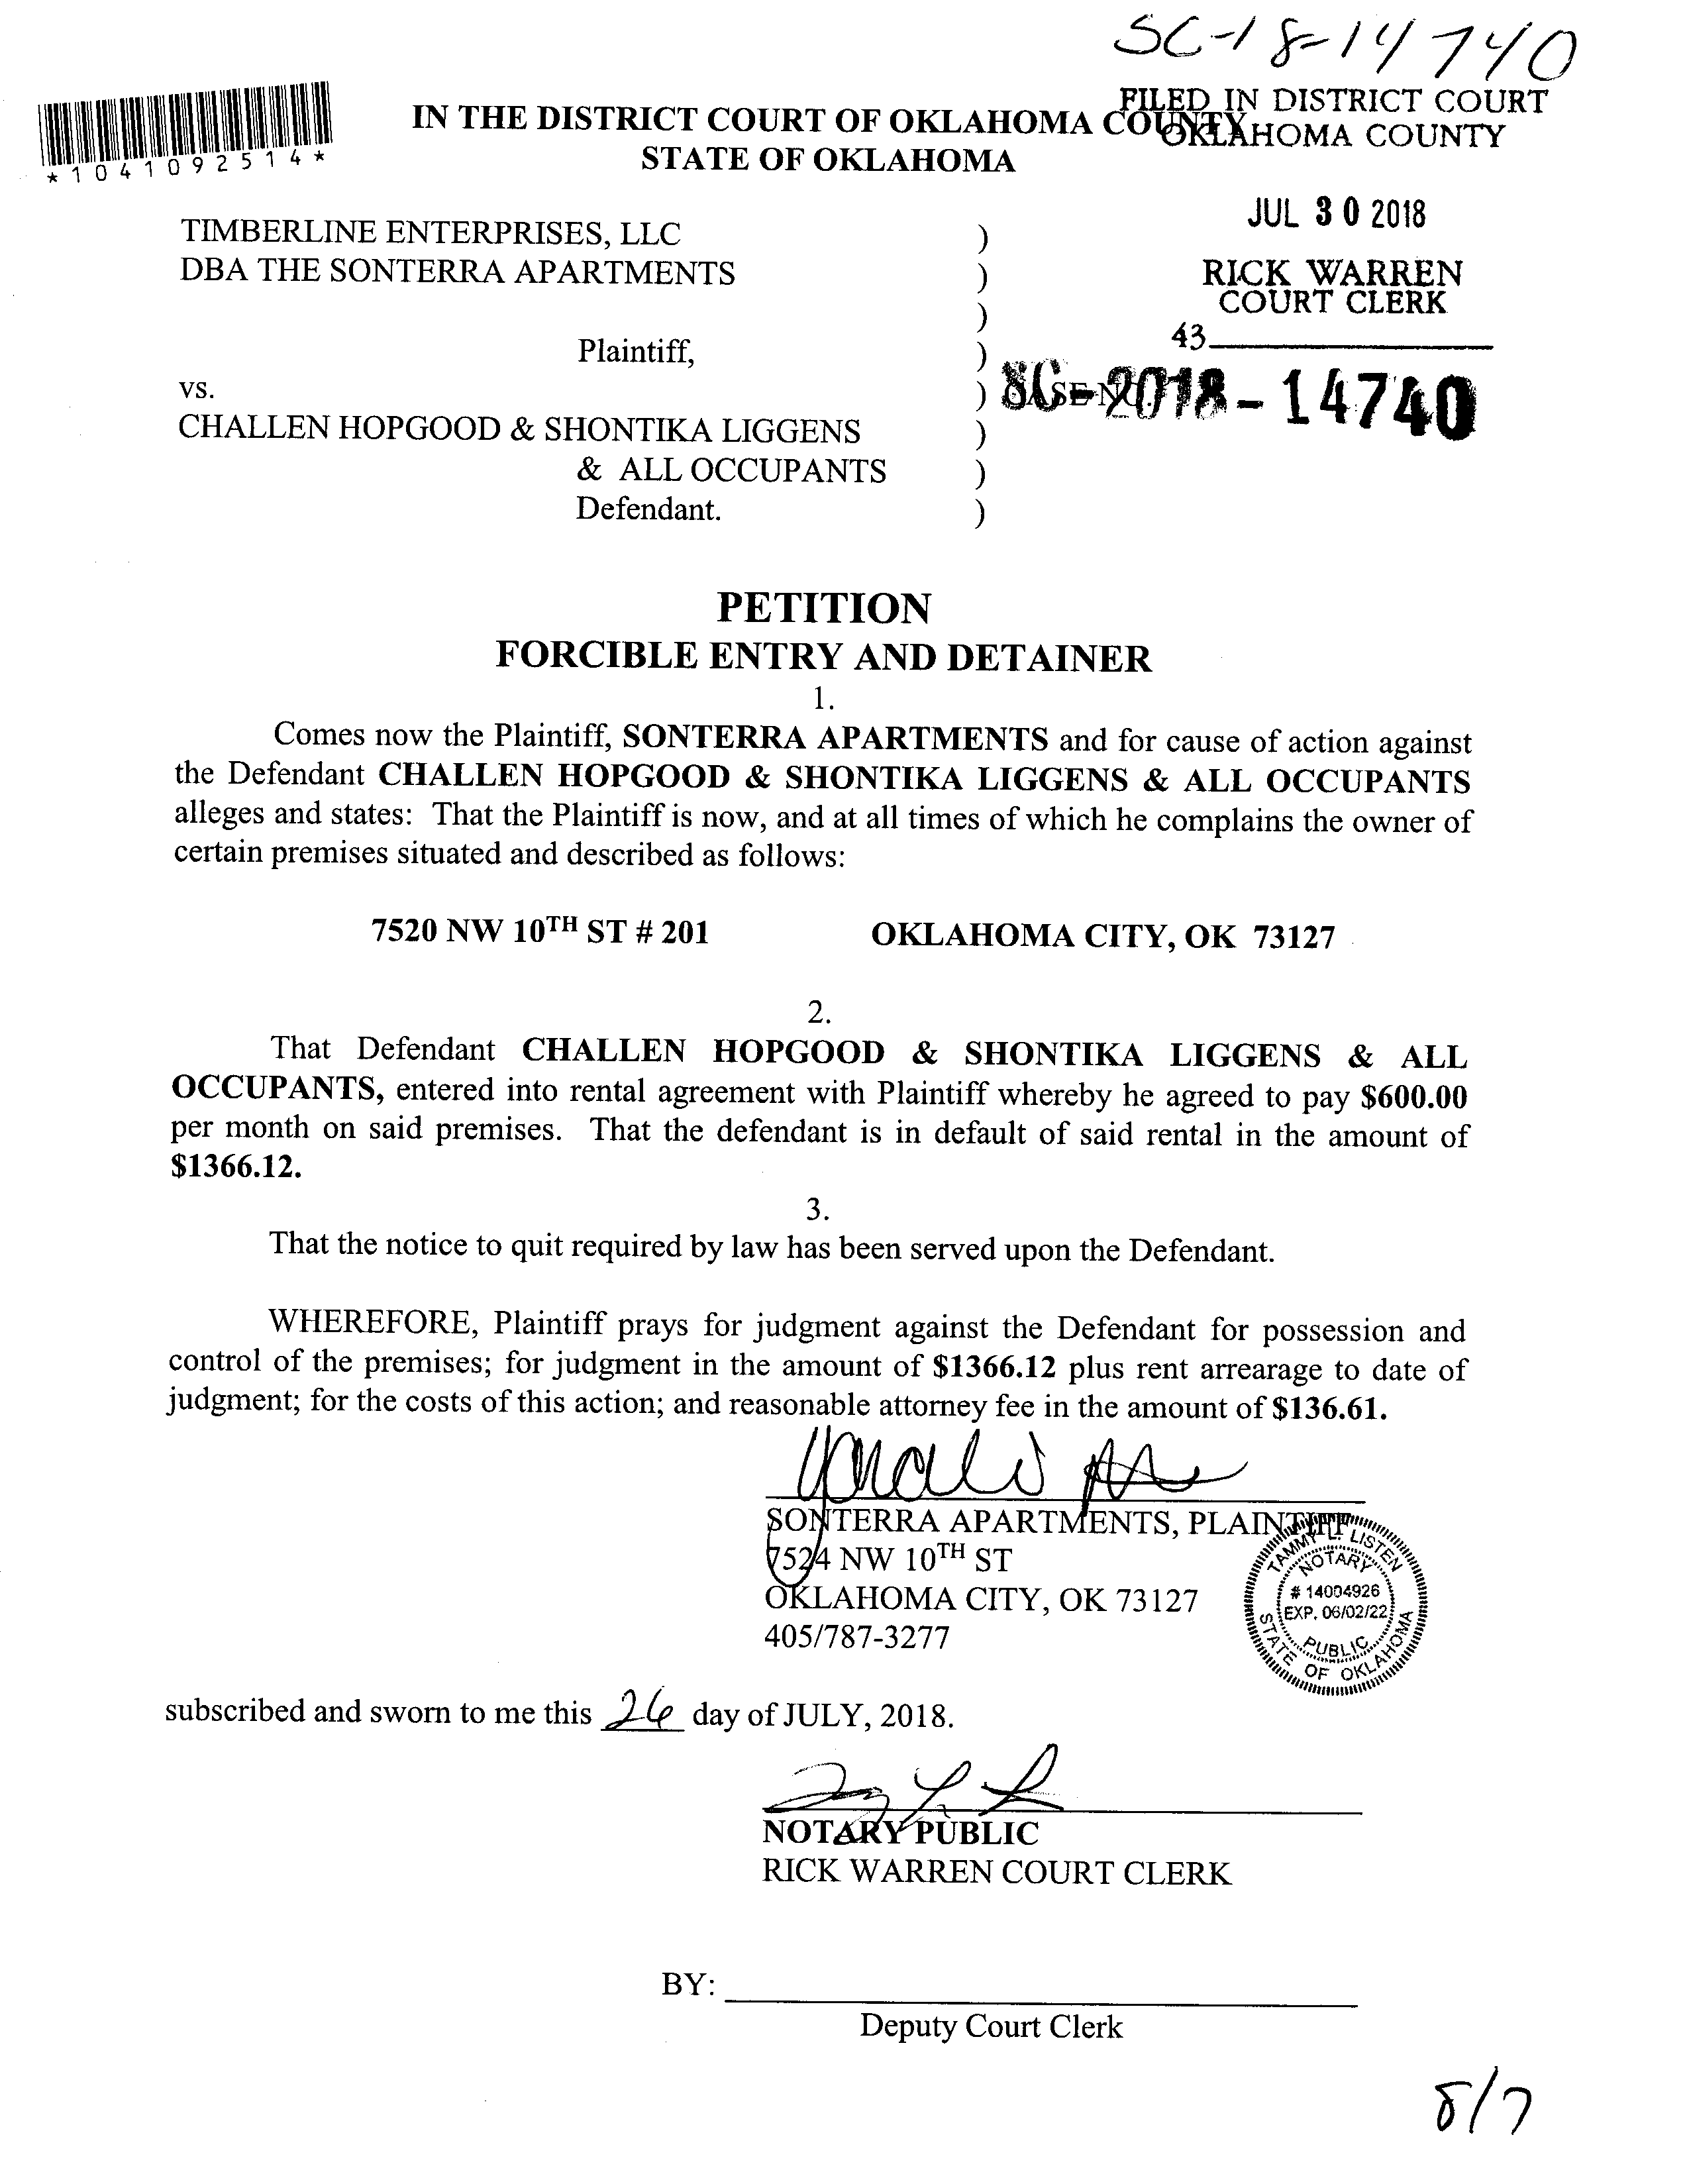 SC-18-14740
*1041092514*
IN THE DISTRICT COURT OF OKLAHOMA COUNTY
STATE OF OKLAHOMA
FILED IN DISTRICT COURT
OKLAHOMA COUNTY
JUL 30 2018
RICK WARREN
COURT CLERK
43
TIMBERLINE ENTERPRISES, LLC )
DBA THE SONTERRA APARTMENTS )
)
Plaintiff, )
vs. ) CASE NO.
SC-2018-14740
CHALLEN HOPGOOD & SHONTIKA LIGGENS )
& ALL OCCUPANTS )
Defendant. )
PETITION
FORCIBLE ENTRY AND DETAINER
1.
Comes now the Plaintiff, SONTERRA APARTMENTS and for cause of action against
the Defendant CHALLEN HOPGOOD & SHONTIKA LIGGENS & ALL OCCUPANTS
alleges and states: That the Plaintiff is now, and at all times of which he complains the owner of
certain premises situated and described as follows:
7520 NW 10TH ST # 201 OKLAHOMA CITY, OK 73127
2.
That Defendant CHALLEN HOPGOOD & SHONTIKA LIGGENS & ALL
OCCUPANTS, entered into rental agreement with Plaintiff whereby he agreed to pay $600.00
per month on said premises. That the defendant is in default of said rental in the amount of
$1366.12.
3.
That the notice to quit required by law has been served upon the Defendant.
WHEREFORE, Plaintiff prays for judgment against the Defendant for possession and
control of the premises; for judgment in the amount of $1366.12 plus rent arrearage to date of
judgment; for the costs of this action; and reasonable attorney fee in the amount of $136.61.
SONTERRA APARTMENTS, PLAINTIFF
7524 NW 10TH ST
OKLAHOMA CITY, OK 73127
405/787-3277
TAMMY L. LISTEN
NOTARY
# 14004926
EXP. 06/02/22
PUBLIC
STATE OF OKLAHOMA
subscribed and sworn to me this 26 day of JULY, 2018.
NOTARY PUBLIC
RICK WARREN COURT CLERK
BY:
Deputy Court Clerk
8/7